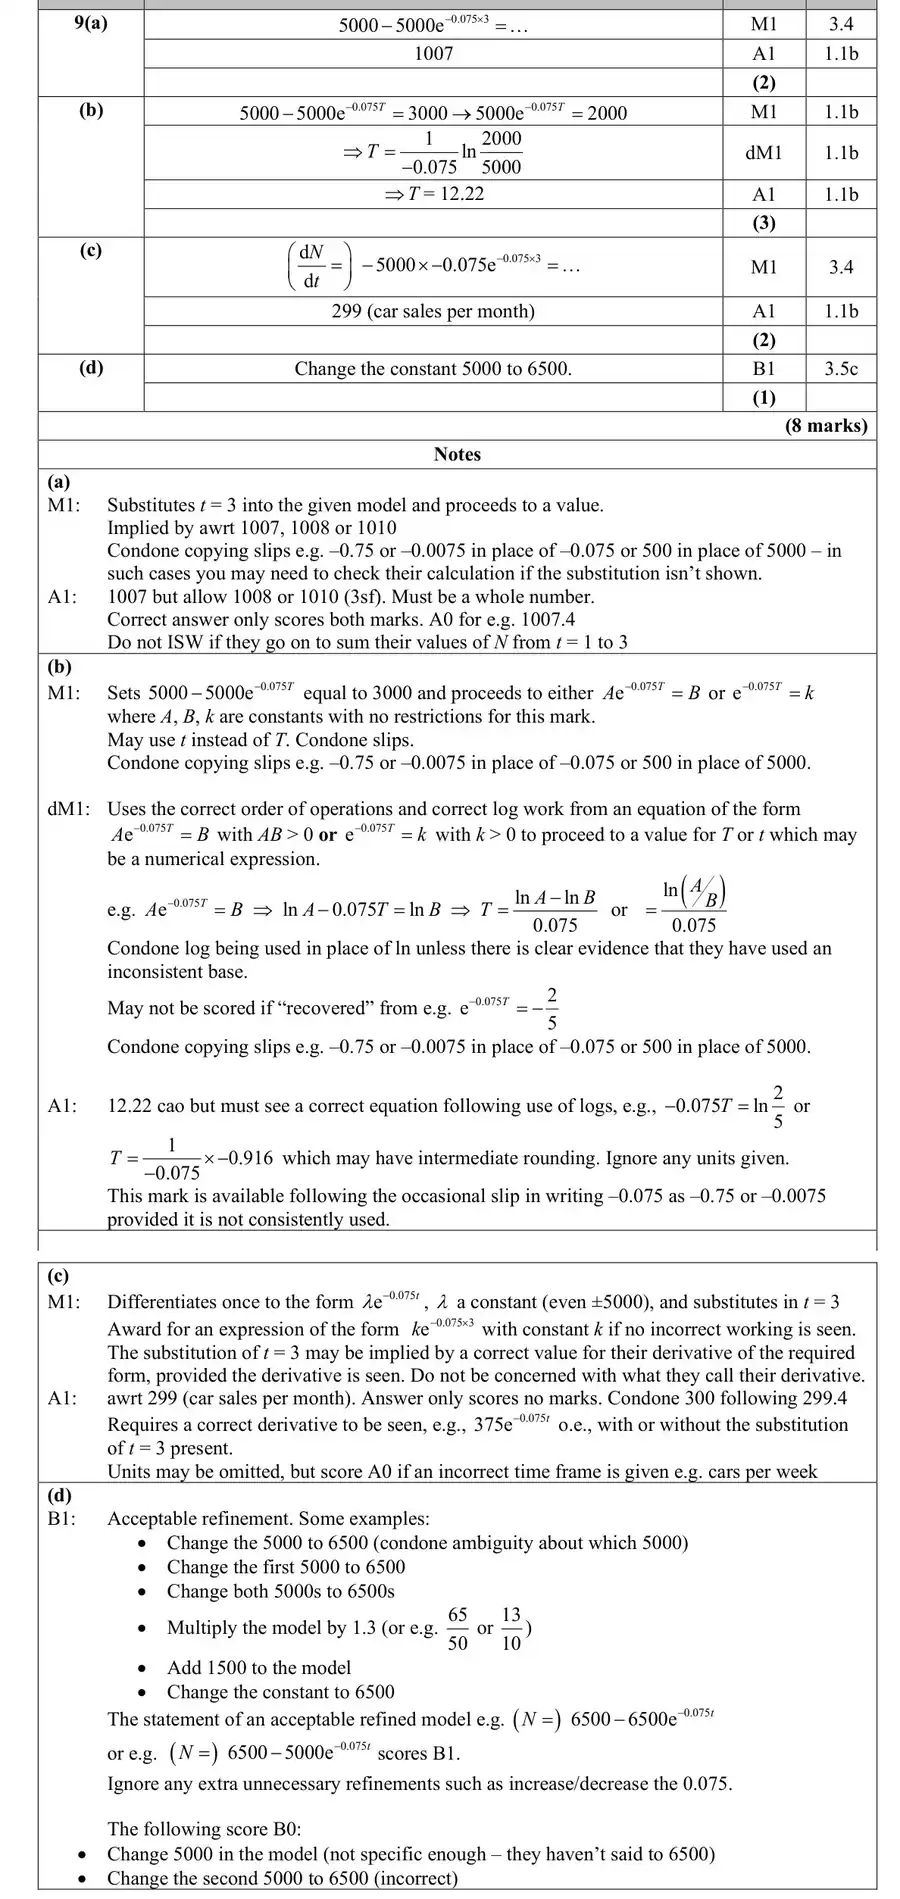 9(a) 5000 − 5000e^{−0.075×3} = … M1 3.4
1007 A1 1.1b
(2)
(b) 5000 − 5000e^{−0.075T} = 3000 → 5000e^{−0.075T} = 2000 M1 1.1b
⇒ T = \frac{1}{−0.075} ln \frac{2000}{5000} dM1 1.1b
⇒ T = 12.22 A1 1.1b
(3)
(c) (\frac{dN}{dt} =) −5000 × −0.075e^{−0.075×3} = … M1 3.4
299 (car sales per month) A1 1.1b
(2)
(d) Change the constant 5000 to 6500. B1 3.5c
(1)
(8 marks)
Notes
(a)
M1: Substitutes t = 3 into the given model and proceeds to a value.
Implied by awrt 1007, 1008 or 1010
Condone copying slips e.g. –0.75 or –0.0075 in place of –0.075 or 500 in place of 5000 – in
such cases you may need to check their calculation if the substitution isn’t shown.
A1: 1007 but allow 1008 or 1010 (3sf). Must be a whole number.
Correct answer only scores both marks. A0 for e.g. 1007.4
Do not ISW if they go on to sum their values of N from t = 1 to 3
(b)
M1: Sets 5000 − 5000e^{−0.075T} equal to 3000 and proceeds to either Ae^{−0.075T} = B or e^{−0.075T} = k
where A, B, k are constants with no restrictions for this mark.
May use t instead of T. Condone slips.
Condone copying slips e.g. –0.75 or –0.0075 in place of –0.075 or 500 in place of 5000.
dM1: Uses the correct order of operations and correct log work from an equation of the form
Ae^{−0.075T} = B with AB > 0 or e^{−0.075T} = k with k > 0 to proceed to a value for T or t which may
be a numerical expression.
e.g. Ae^{−0.075T} = B ⇒ ln A − 0.075T = ln B ⇒ T = \frac{ln A − ln B}{0.075} or = \frac{ln(A/B)}{0.075}
Condone log being used in place of ln unless there is clear evidence that they have used an
inconsistent base.
May not be scored if “recovered” from e.g. e^{−0.075T} = −\frac{2}{5}
Condone copying slips e.g. –0.75 or –0.0075 in place of –0.075 or 500 in place of 5000.
A1: 12.22 cao but must see a correct equation following use of logs, e.g., −0.075T = ln \frac{2}{5} or
T = \frac{1}{−0.075} × −0.916 which may have intermediate rounding. Ignore any units given.
This mark is available following the occasional slip in writing –0.075 as –0.75 or –0.0075
provided it is not consistently used.
(c)
M1: Differentiates once to the form λe^{−0.075t}, λ a constant (even ±5000), and substitutes in t = 3
Award for an expression of the form ke^{−0.075×3} with constant k if no incorrect working is seen.
The substitution of t = 3 may be implied by a correct value for their derivative of the required
form, provided the derivative is seen. Do not be concerned with what they call their derivative.
A1: awrt 299 (car sales per month). Answer only scores no marks. Condone 300 following 299.4
Requires a correct derivative to be seen, e.g., 375e^{−0.075t} o.e., with or without the substitution
of t = 3 present.
Units may be omitted, but score A0 if an incorrect time frame is given e.g. cars per week
(d)
B1: Acceptable refinement. Some examples:
• Change the 5000 to 6500 (condone ambiguity about which 5000)
• Change the first 5000 to 6500
• Change both 5000s to 6500s
• Multiply the model by 1.3 (or e.g. \frac{65}{50} or \frac{13}{10})
• Add 1500 to the model
• Change the constant to 6500
The statement of an acceptable refined model e.g. (N =) 6500 − 6500e^{−0.075t}
or e.g. (N =) 6500 − 5000e^{−0.075t} scores B1.
Ignore any extra unnecessary refinements such as increase/decrease the 0.075.
The following score B0:
• Change 5000 in the model (not specific enough – they haven’t said to 6500)
• Change the second 5000 to 6500 (incorrect)